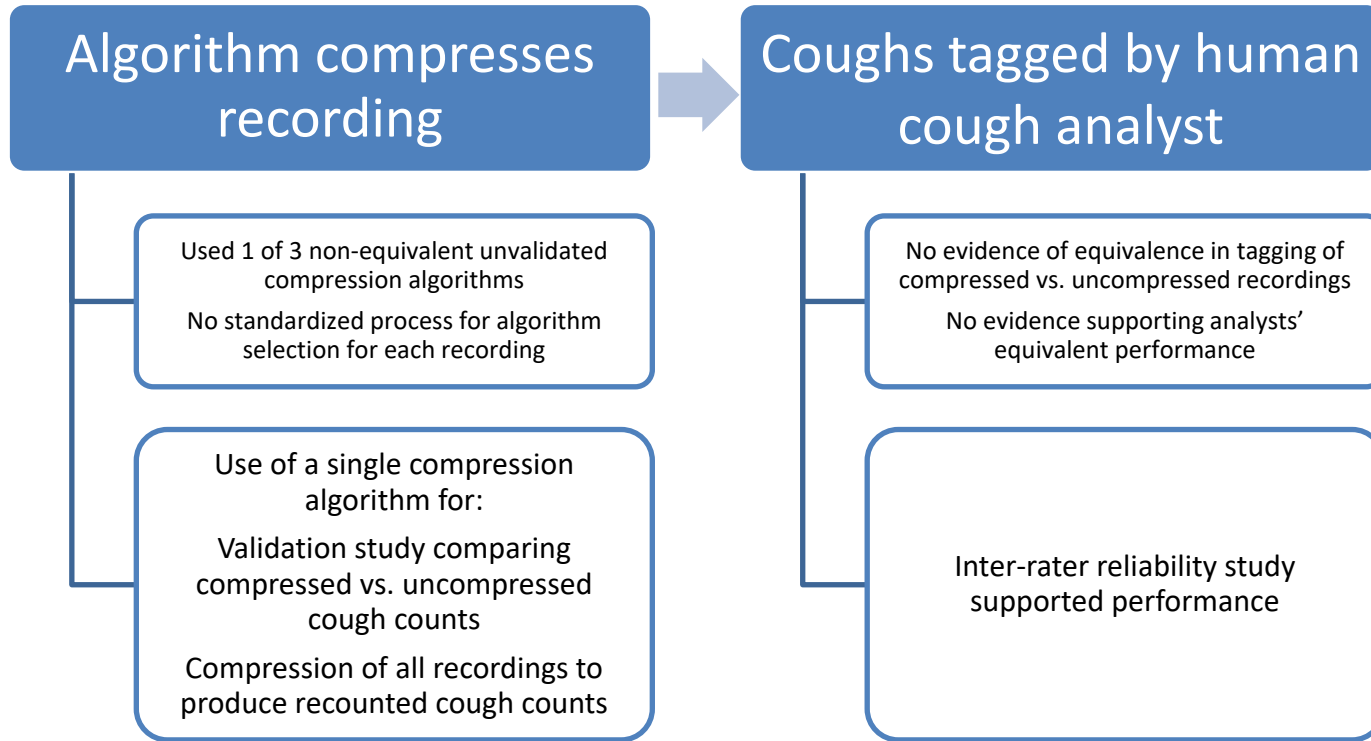 Algorithm compresses
recording
Used 1 of 3 non-equivalent unvalidated
compression algorithms
No standardized process for algorithm
selection for each recording
Use of a single compression
algorithm for:
Validation study comparing
compressed vs. uncompressed
cough counts
Compression of all recordings to
produce recounted cough counts
Coughs tagged by human
cough analyst
No evidence of equivalence in tagging of
compressed vs. uncompressed recordings
No evidence supporting analysts’
equivalent performance
Inter-rater reliability study
supported performance